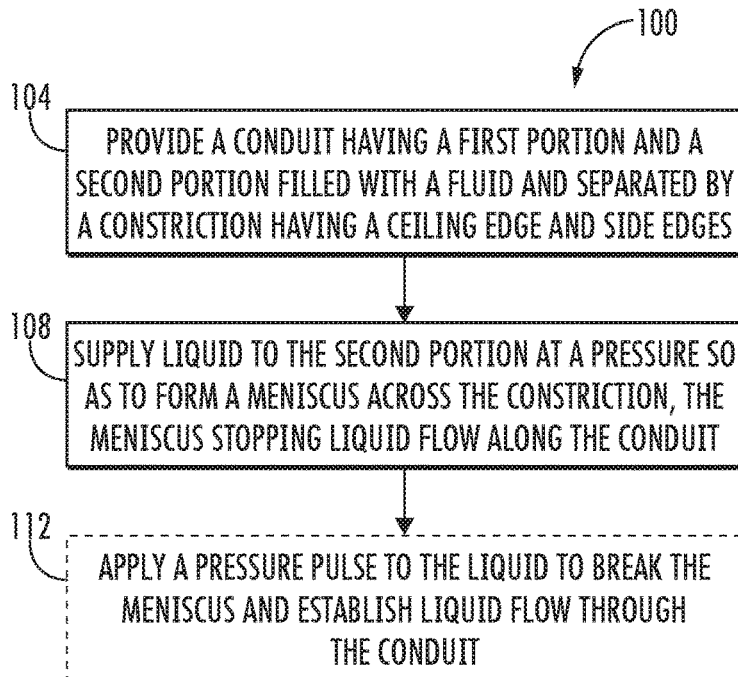 100
104
PROVIDE A CONDUIT HAVING A FIRST PORTION AND A
SECOND PORTION FILLED WITH A FLUID AND SEPARATED BY
A CONSTRICTION HAVING A CEILING EDGE AND SIDE EDGES
108
SUPPLY LIQUID TO THE SECOND PORTION AT A PRESSURE SO
AS TO FORM A MENISCUS ACROSS THE CONSTRICTION, THE
MENISCUS STOPPING LIQUID FLOW ALONG THE CONDUIT
112
APPLY A PRESSURE PULSE TO THE LIQUID TO BREAK THE
MENISCUS AND ESTABLISH LIQUID FLOW THROUGH
THE CONDUIT